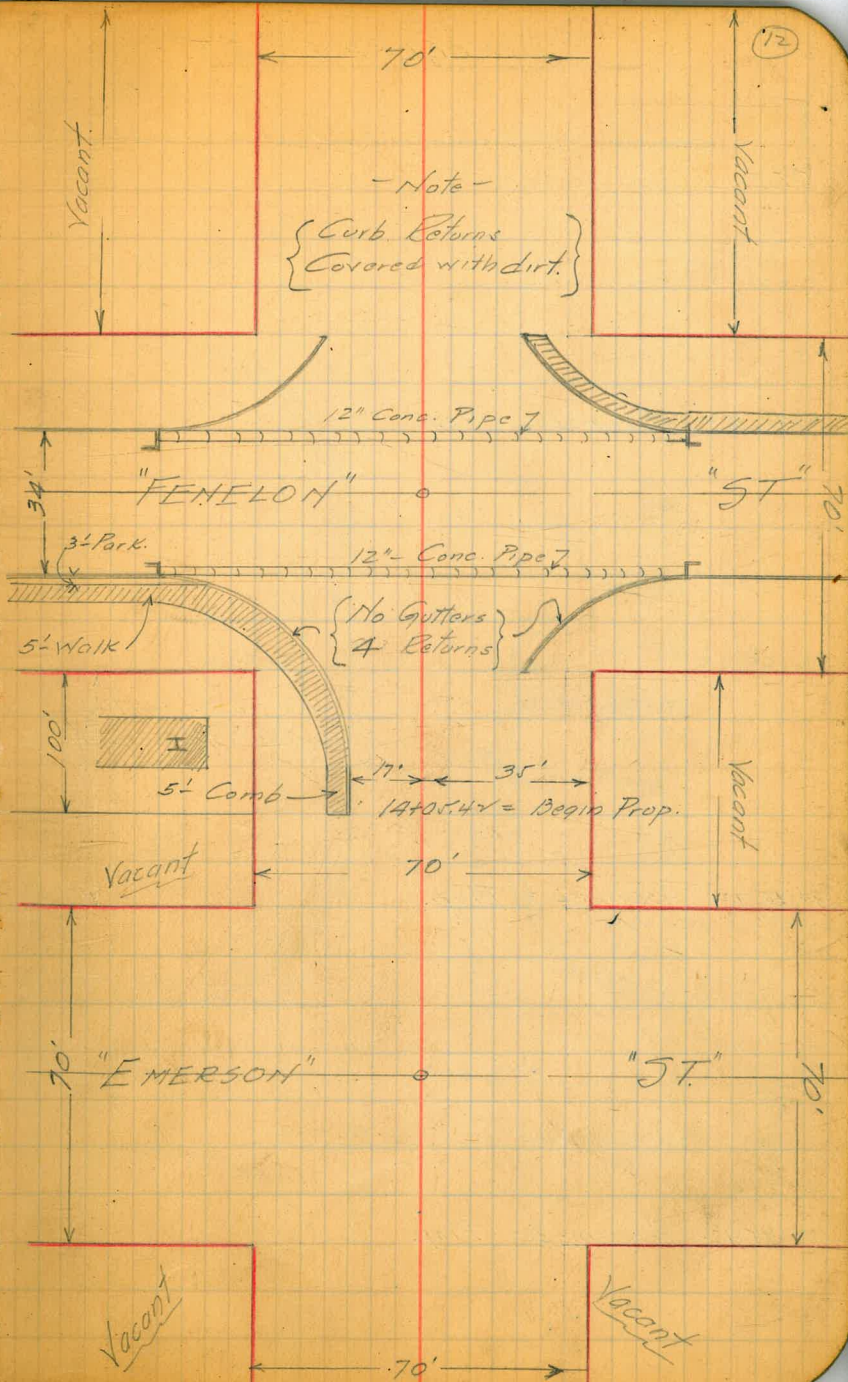 12
70'
Vacant.
Vacant
- Note -
Curb Returns
Covered with dirt.
12" Conc. Pipe
34'
"FENELON"
"ST"
70'
3'-Park.
12"- Conc. Pipe
5'-Walk
No Gutters
4 Returns
100'
H
5'- Comb
17'
35'
14+05.42 = Begin Prop.
Vacant
Vacant
70'
70'
"EMERSON"
"ST."
70'
Vacant
Vacant
70'